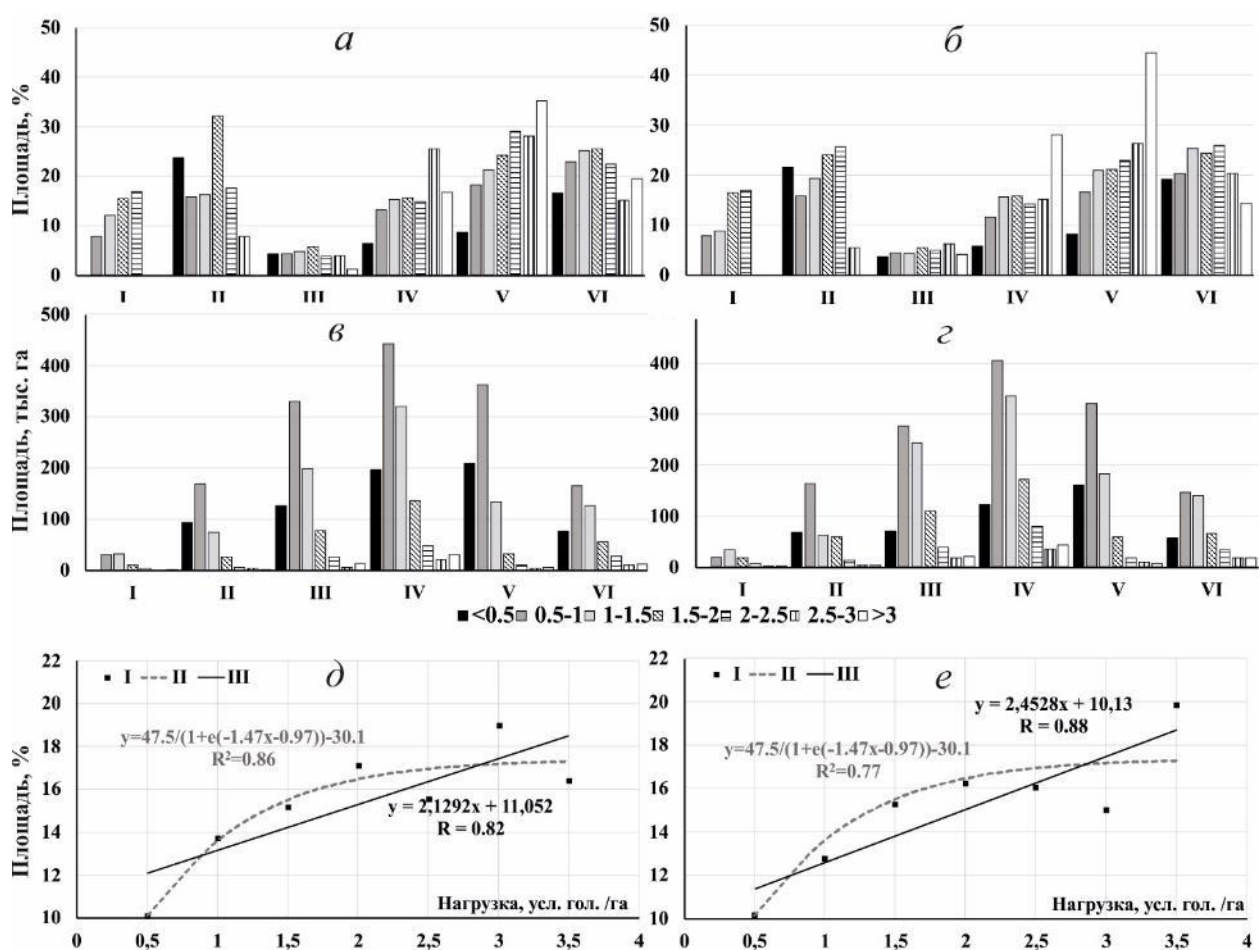 а
Площадь, %
50
40
30
20
10
0
I II III IV V VI
б
50
40
30
20
10
0
I II III IV V VI
в
Площадь, тыс. га
500
400
300
200
100
0
I II III IV V VI
г
400
300
200
100
0
I II III IV V VI
<0.5 0.5-1 1-1.5 1.5-2 2-2.5 2.5-3 >3
д
Площадь, %
22
20
18
16
14
12
10
I II III
y=47.5/(1+e(-1.47x-0.97))-30.1
R²=0.86
y = 2,1292x + 11,052
R = 0.82
Нагрузка, усл. гол. /га
0 0,5 1 1,5 2 2,5 3 3,5 4
е
22
20
18
16
14
12
10
I II III
y = 2,4528x + 10,13
R = 0.88
y=47.5/(1+e(-1.47x-0.97))-30.1
R²=0.77
Нагрузка, усл. гол. /га
0 0,5 1 1,5 2 2,5 3 3,5 4